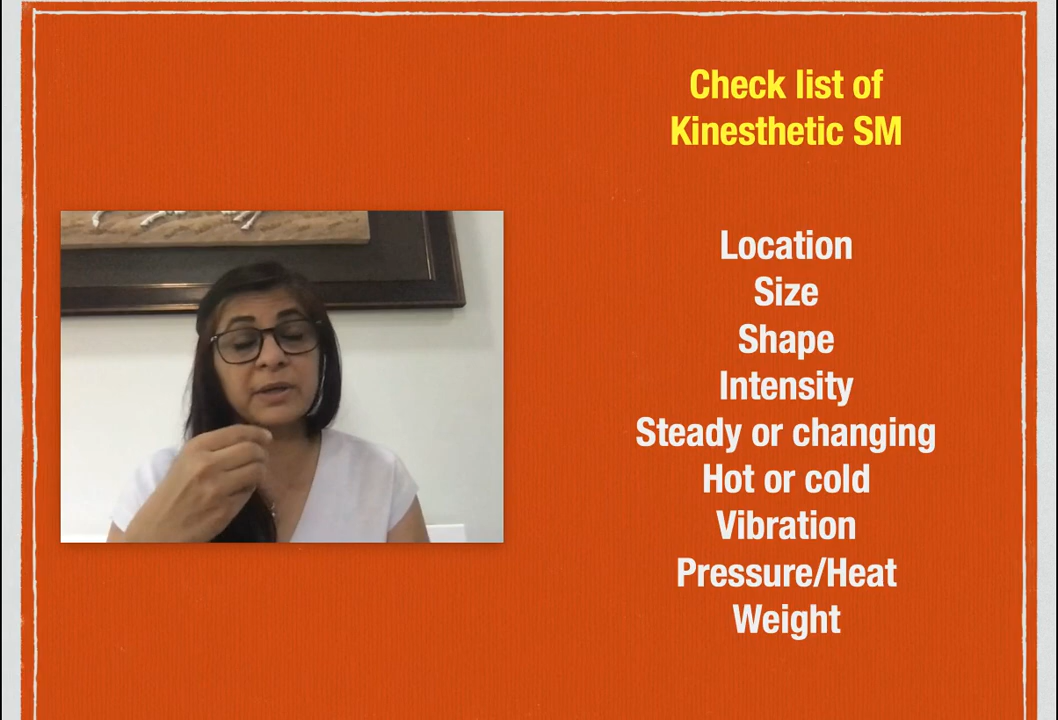 Check list of
Kinesthetic SM
Location
Size
Shape
Intensity
Steady or changing
Hot or cold
Vibration
Pressure/Heat
Weight